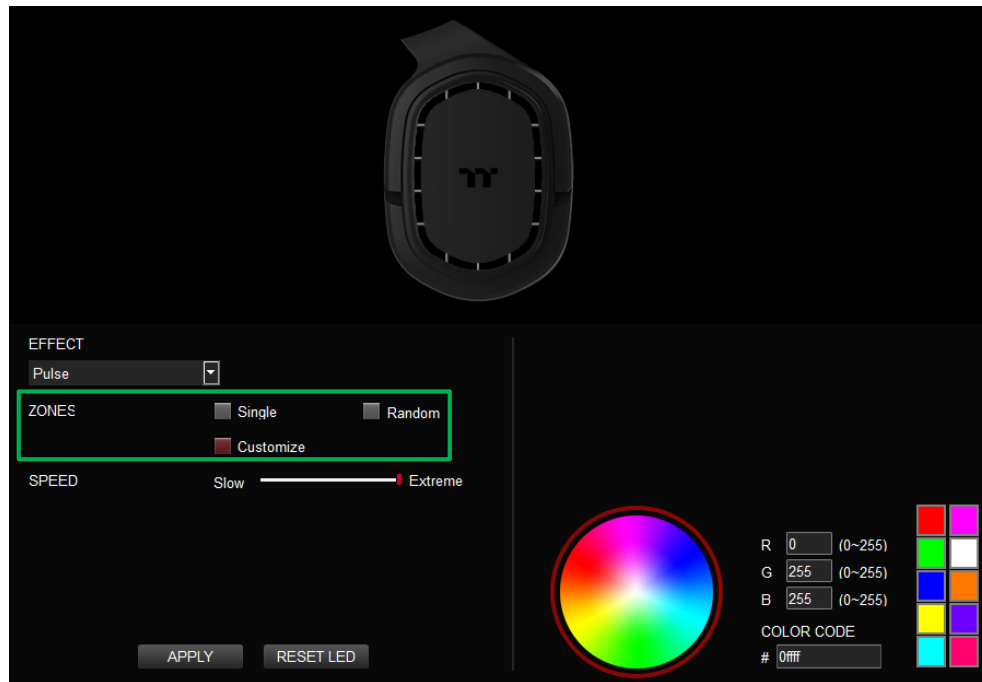 EFFECT
Pulse
ZONES Single Random
Customize
SPEED Slow Extreme
R 0 (0~255)
G 255 (0~255)
B 255 (0~255)
COLOR CODE
# 0ffff
APPLY RESET LED